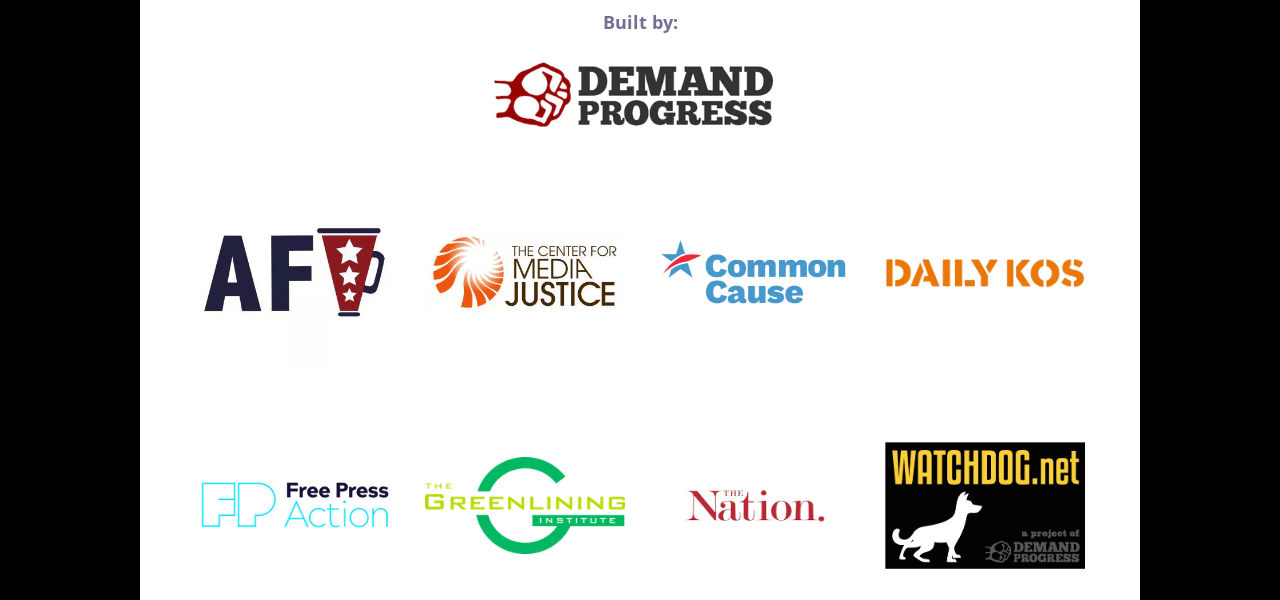 Built by:
DEMAND
PROGRESS
AF
THE CENTER FOR
MEDIA
JUSTICE
Common
Cause
DAILY KOS
FP
Free Press
Action
THE
GREENLINING
INSTITUTE
THE
Nation.
WATCHDOG.net
a project of
DEMAND
PROGRESS